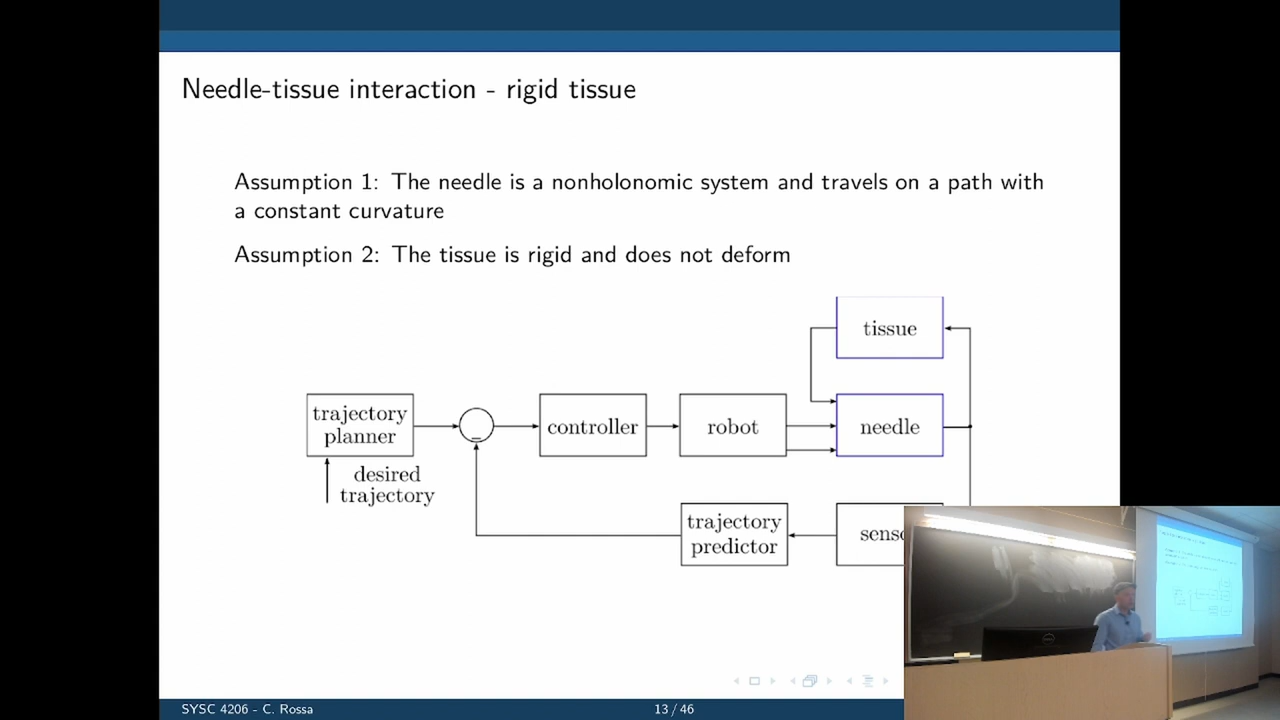 Needle-tissue interaction - rigid tissue
Assumption 1: The needle is a nonholonomic system and travels on a path with
a constant curvature
Assumption 2: The tissue is rigid and does not deform
tissue
trajectory
planner
controller
robot
needle
desired
trajectory
trajectory
predictor
SYSC 4206 - C. Rossa
13 / 46